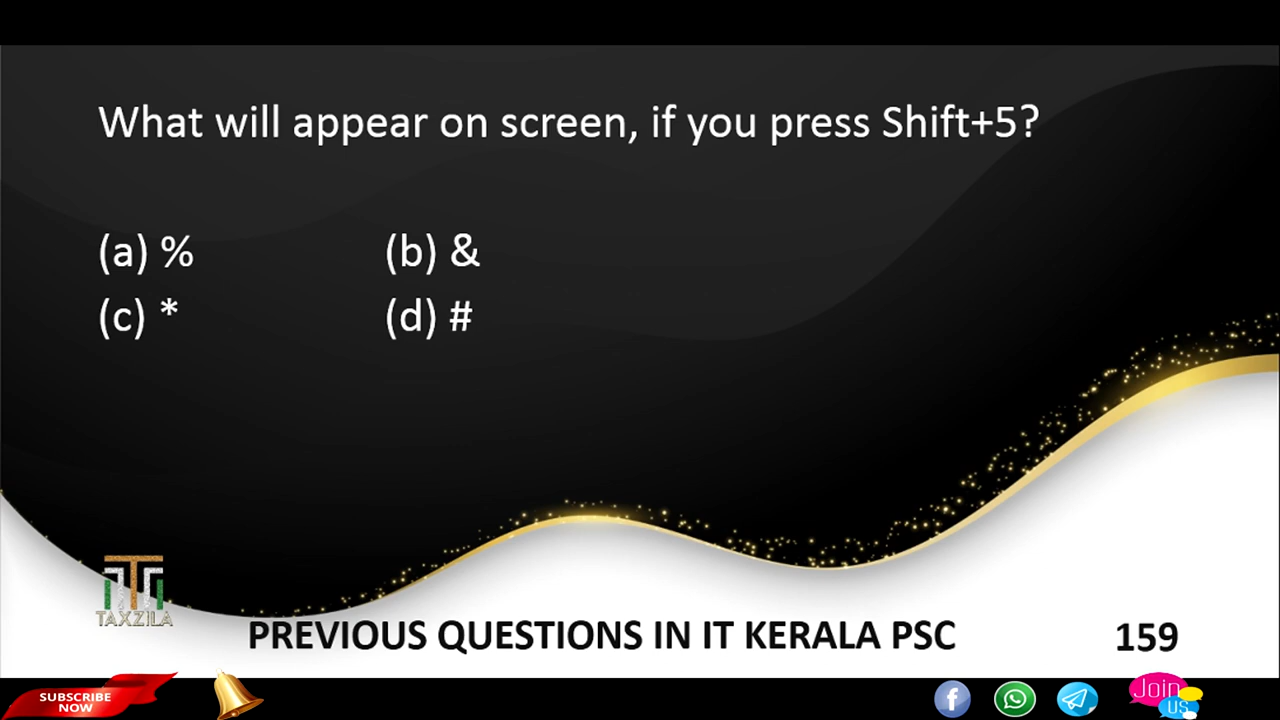 What will appear on screen, if you press Shift+5?
(a) % (b) &
(c) * (d) #
TAXZILA
PREVIOUS QUESTIONS IN IT KERALA PSC 159
SUBSCRIBE
NOW
Join
us